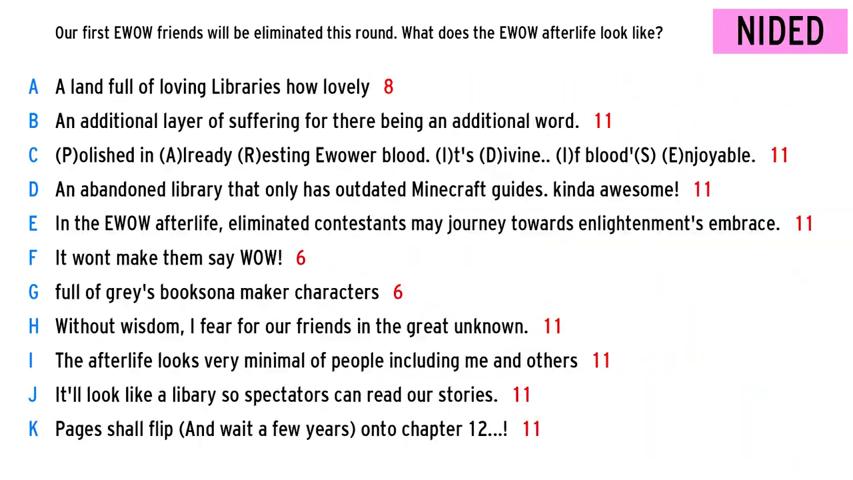 Our first EWOW friends will be eliminated this round. What does the EWOW afterlife look like?
NIDED
A A land full of loving Libraries how lovely 8
B An additional layer of suffering for there being an additional word. 11
C (P)olished in (A)lready (R)esting Ewower blood. (I)t's (D)ivine.. (I)f blood'(S) (E)njoyable. 11
D An abandoned library that only has outdated Minecraft guides. kinda awesome! 11
E In the EWOW afterlife, eliminated contestants may journey towards enlightenment's embrace. 11
F It wont make them say WOW! 6
G full of grey's booksona maker characters 6
H Without wisdom, I fear for our friends in the great unknown. 11
I The afterlife looks very minimal of people including me and others 11
J It'll look like a libary so spectators can read our stories. 11
K Pages shall flip (And wait a few years) onto chapter 12...! 11